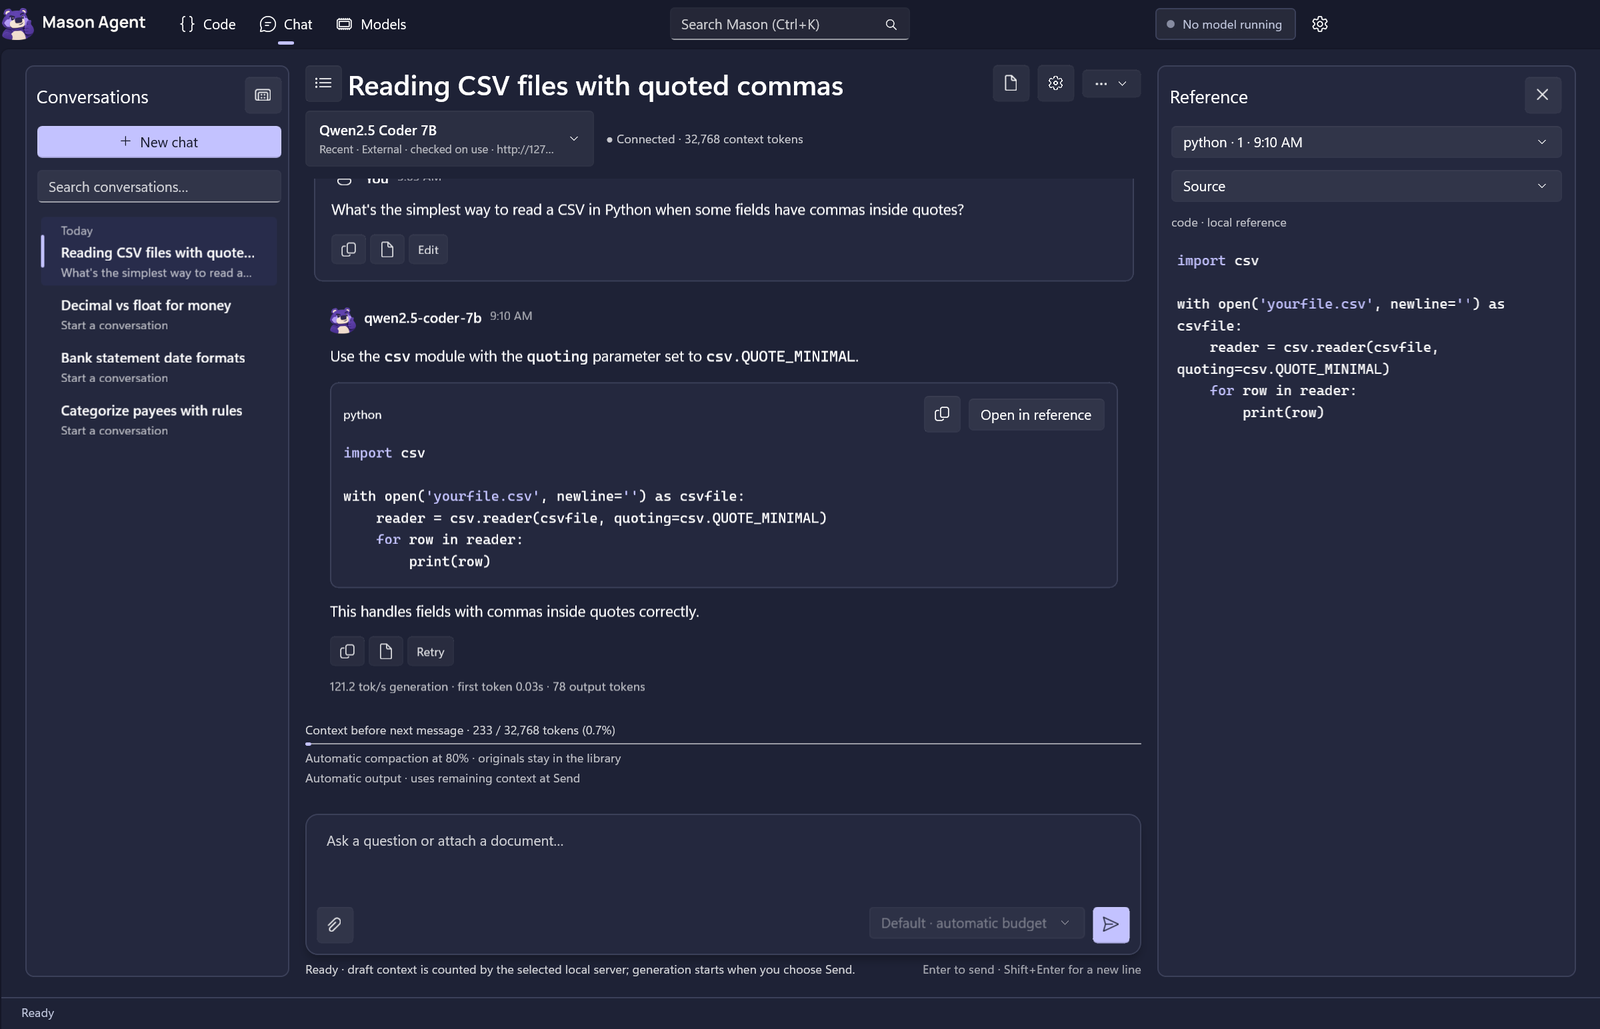 Mason Agent
{ } Code
Chat
Models
Search Mason (Ctrl+K)
No model running
Conversations
+ New chat
Search conversations...
Today
Reading CSV files with quote...
What's the simplest way to read a...
Decimal vs float for money
Start a conversation
Bank statement date formats
Start a conversation
Categorize payees with rules
Start a conversation
Reading CSV files with quoted commas
Qwen2.5 Coder 7B
Recent · External · checked on use · http://127...
Connected · 32,768 context tokens
You
What's the simplest way to read a CSV in Python when some fields have commas inside quotes?
Edit
qwen2.5-coder-7b 9:10 AM
Use the csv module with the quoting parameter set to csv.QUOTE_MINIMAL.
python
Open in reference
import csv
with open('yourfile.csv', newline='') as csvfile:
    reader = csv.reader(csvfile, quoting=csv.QUOTE_MINIMAL)
    for row in reader:
        print(row)
This handles fields with commas inside quotes correctly.
Retry
121.2 tok/s generation · first token 0.03s · 78 output tokens
Context before next message · 233 / 32,768 tokens (0.7%)
Automatic compaction at 80% · originals stay in the library
Automatic output · uses remaining context at Send
Ask a question or attach a document...
Default · automatic budget
Ready · draft context is counted by the selected local server; generation starts when you choose Send.
Enter to send · Shift+Enter for a new line
Reference
python · 1 · 9:10 AM
Source
code · local reference
import csv
with open('yourfile.csv', newline='') as
csvfile:
    reader = csv.reader(csvfile,
quoting=csv.QUOTE_MINIMAL)
    for row in reader:
        print(row)
Ready